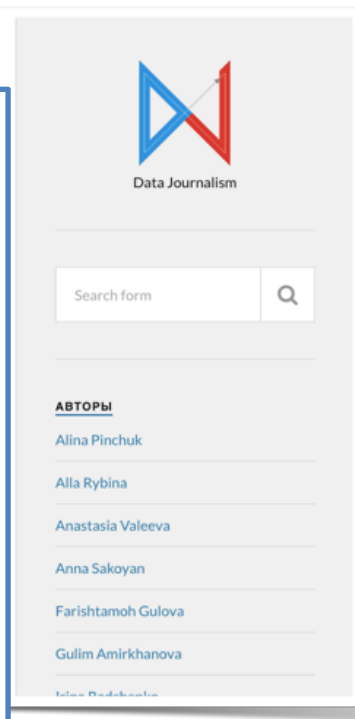 Data Journalism
Search form
АВТОРЫ
Alina Pinchuk
Alla Rybina
Anastasia Valeeva
Anna Sakoyan
Farishtamoh Gulova
Gulim Amirkhanova